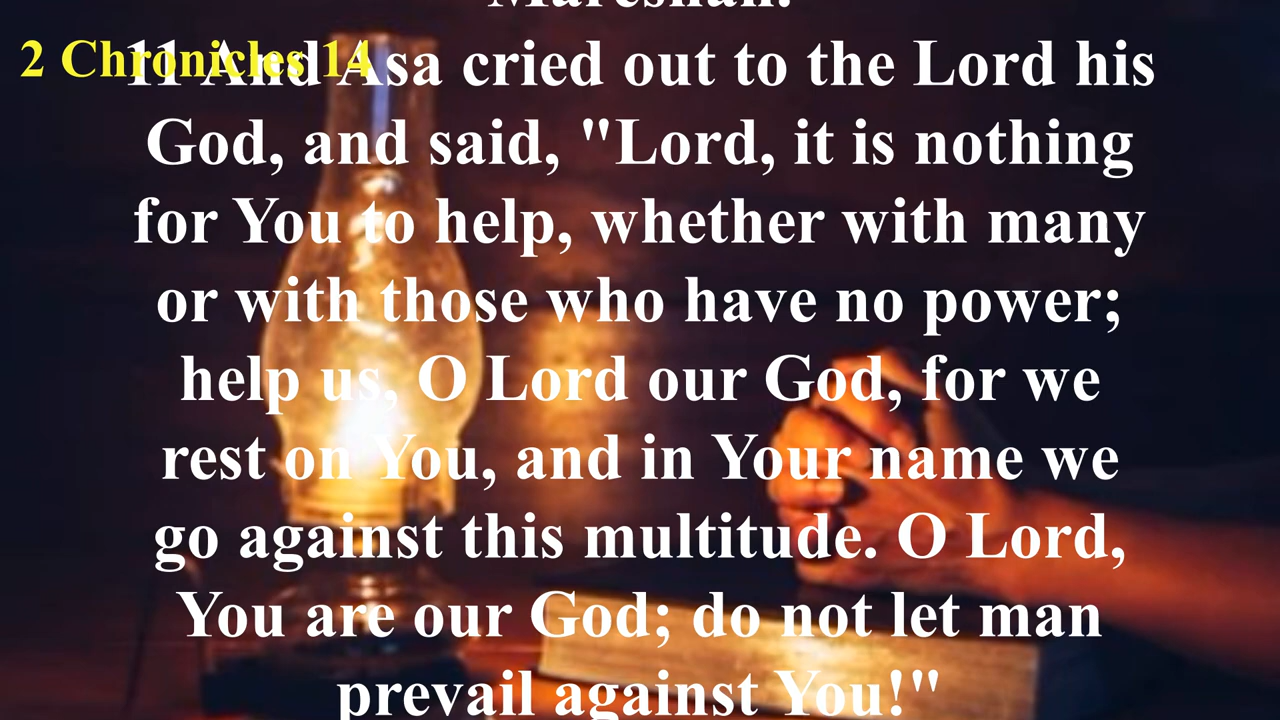 Mareshah.
2 Chronicles 14
11 And Asa cried out to the Lord his
God, and said, "Lord, it is nothing
for You to help, whether with many
or with those who have no power;
help us, O Lord our God, for we
rest on You, and in Your name we
go against this multitude. O Lord,
You are our God; do not let man
prevail against You!"